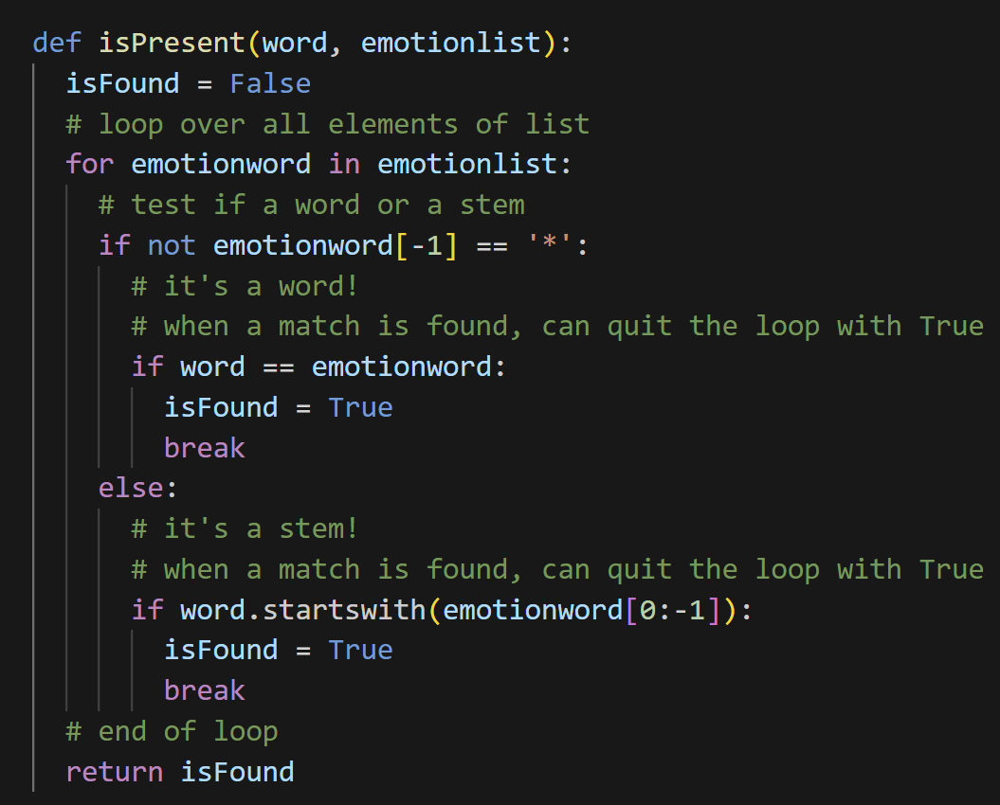 def isPresent(word, emotionlist):
  isFound = False
  # loop over all elements of list
  for emotionword in emotionlist:
    # test if a word or a stem
    if not emotionword[-1] == '*':
      # it's a word!
      # when a match is found, can quit the loop with True
      if word == emotionword:
        isFound = True
        break
    else:
      # it's a stem!
      # when a match is found, can quit the loop with True
      if word.startswith(emotionword[0:-1]):
        isFound = True
        break
  # end of loop
  return isFound